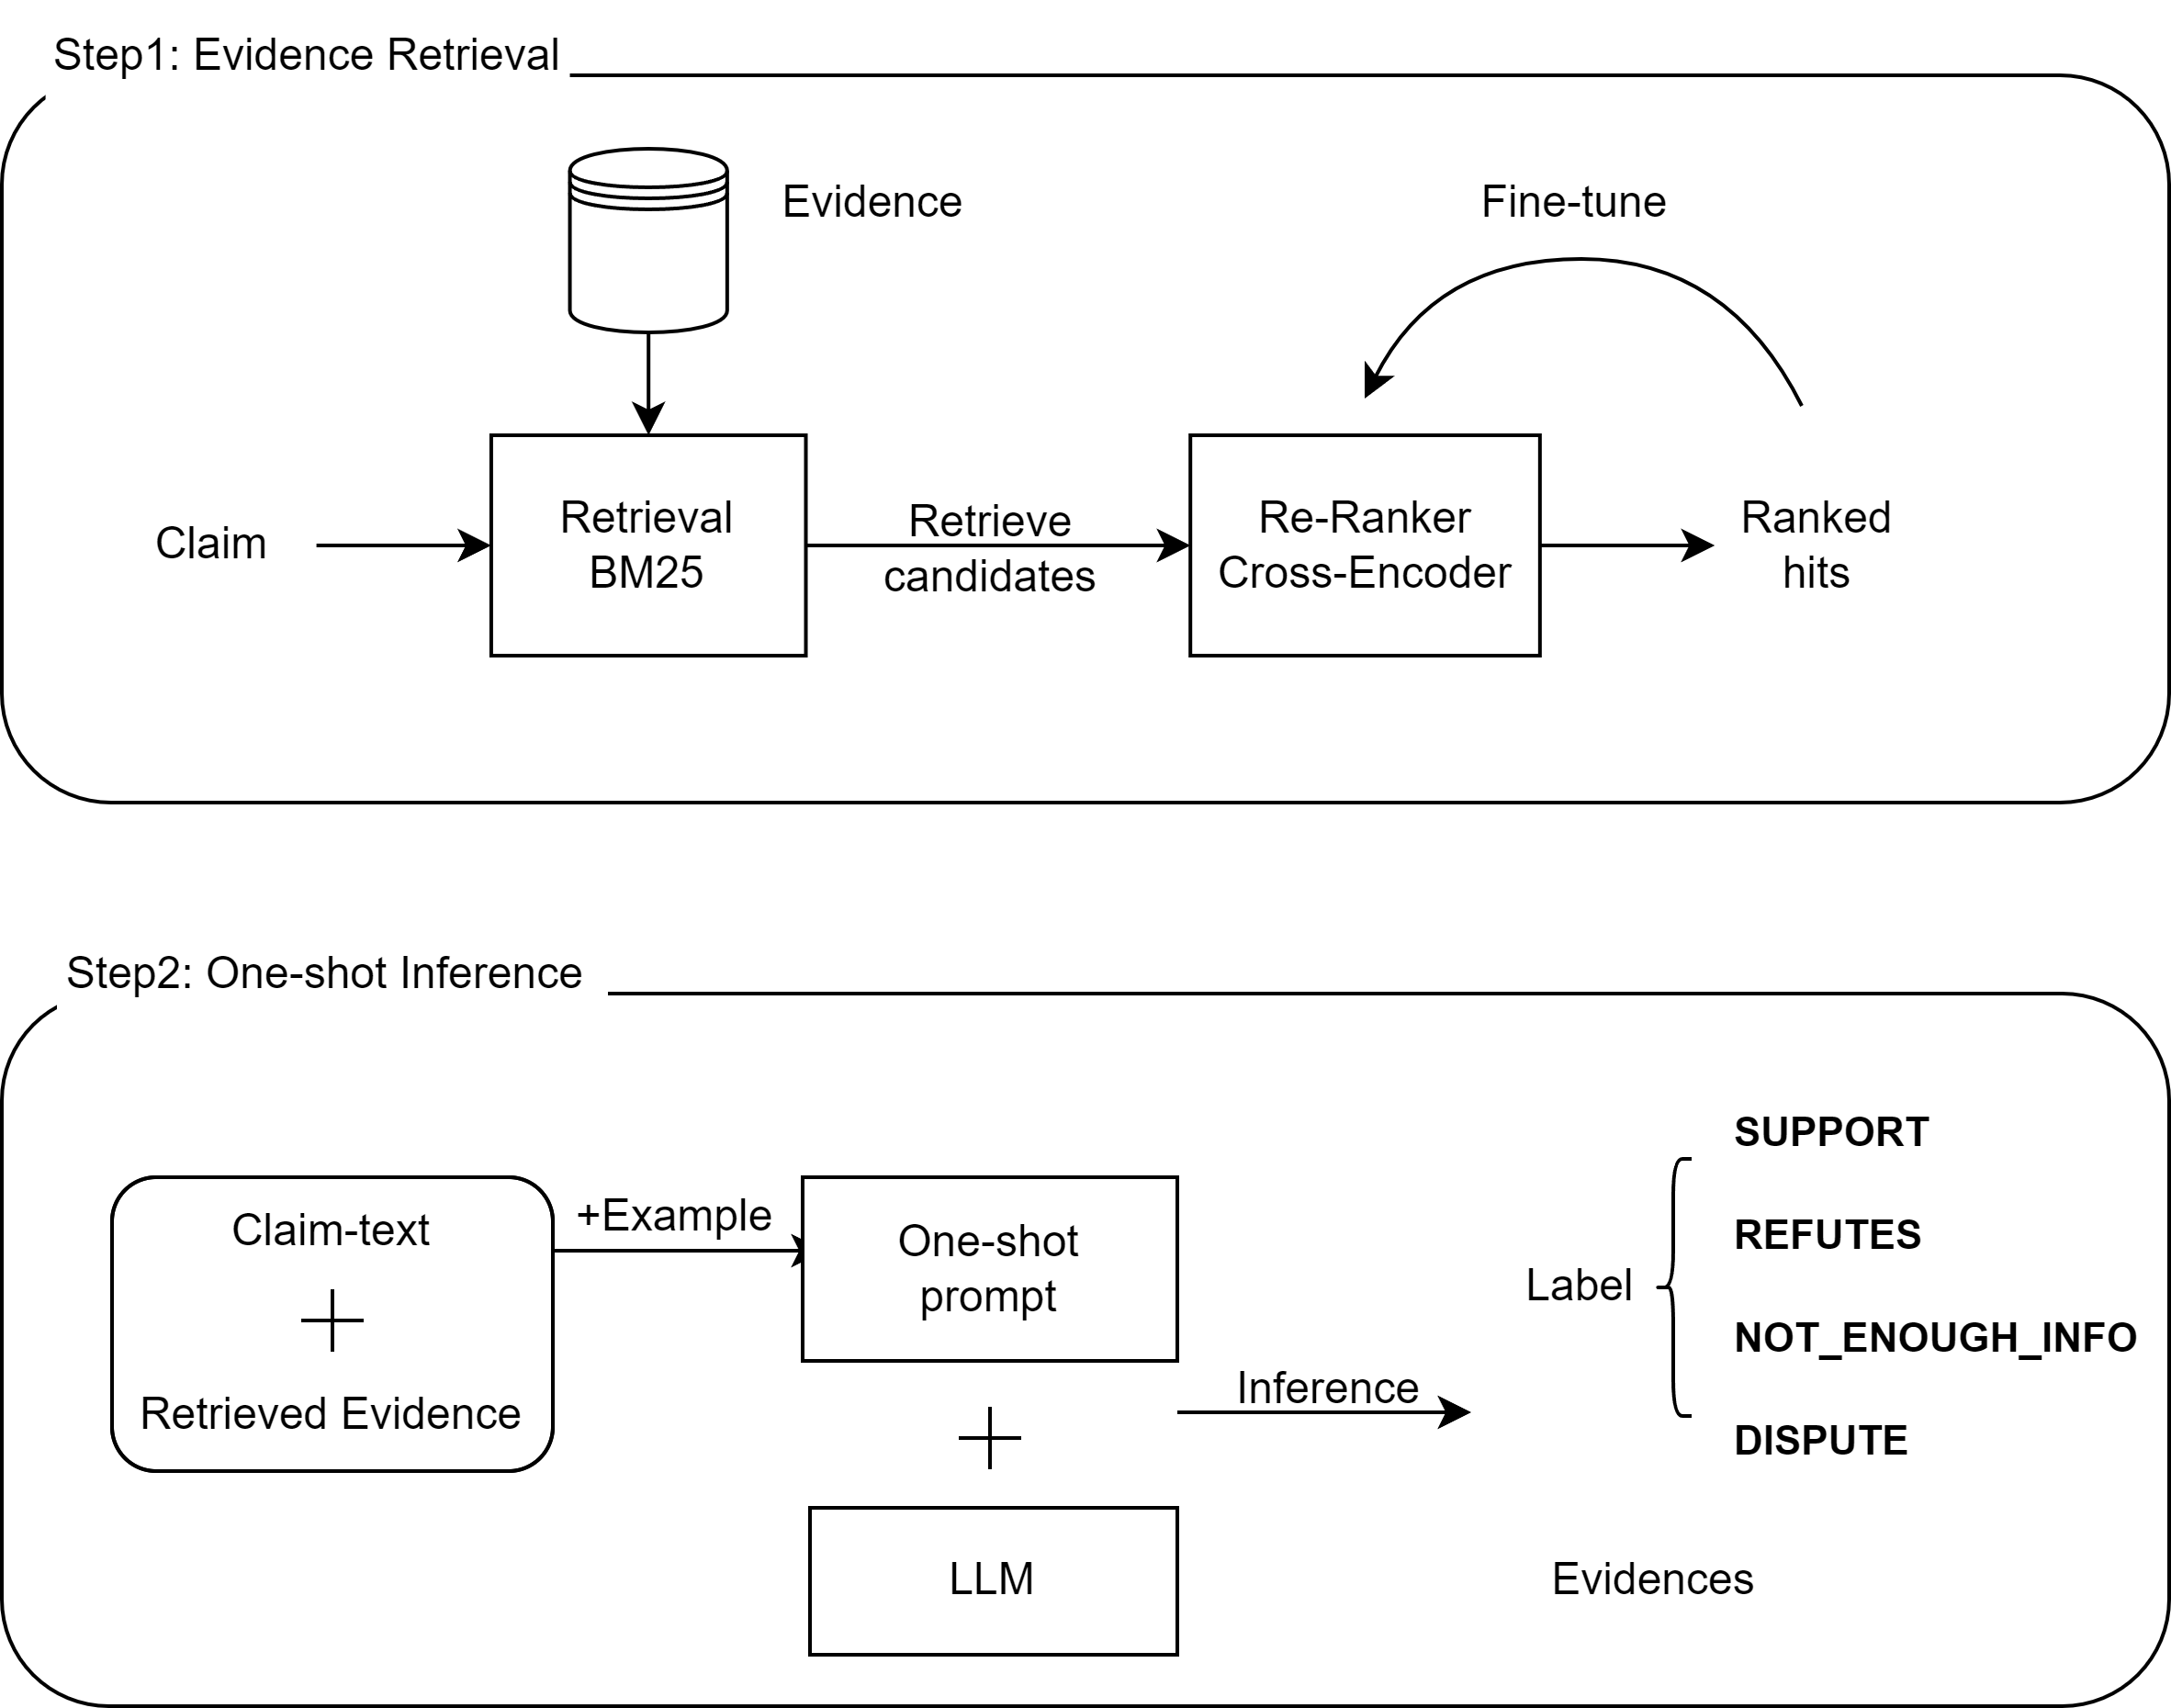 Step1: Evidence Retrieval
Evidence
Fine-tune
Claim
Retrieval
BM25
Retrieve
candidates
Re-Ranker
Cross-Encoder
Ranked
hits
Step2: One-shot Inference
Claim-text
Retrieved Evidence
+Example
One-shot
prompt
LLM
Inference
Label
SUPPORT
REFUTES
NOT_ENOUGH_INFO
DISPUTE
Evidences